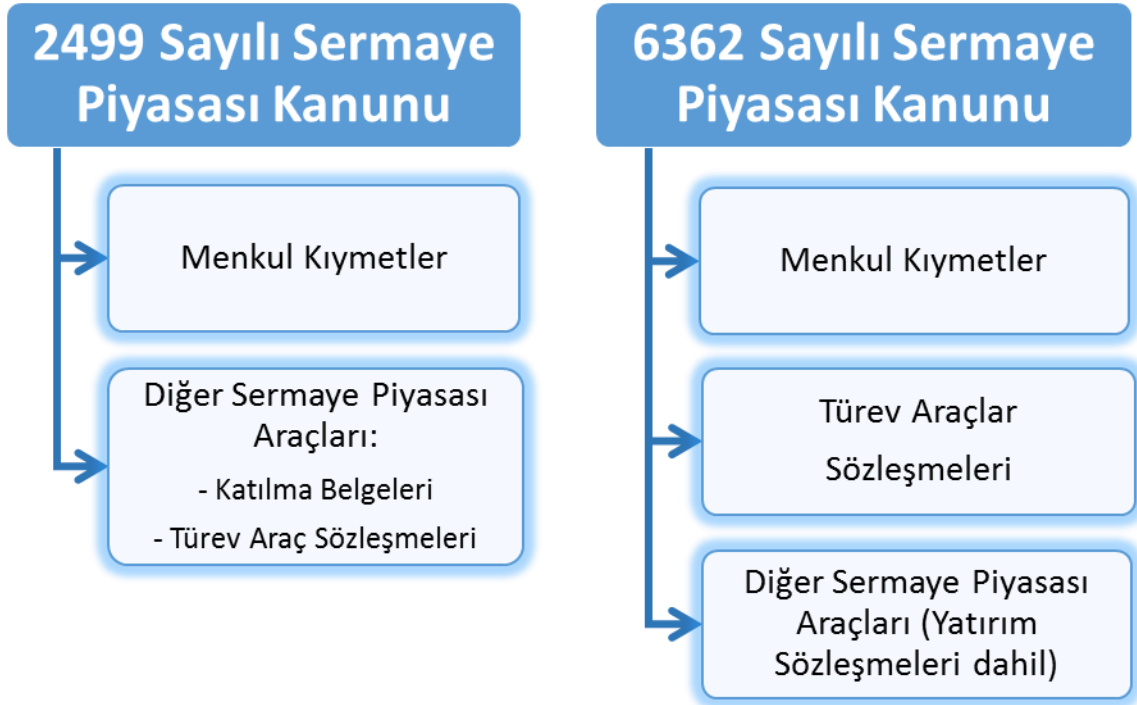 2499 Sayılı Sermaye
Piyasası Kanunu
Menkul Kıymetler
Diğer Sermaye Piyasası
Araçları:
- Katılma Belgeleri
- Türev Araç Sözleşmeleri
6362 Sayılı Sermaye
Piyasası Kanunu
Menkul Kıymetler
Türev Araçlar
Sözleşmeleri
Diğer Sermaye Piyasası
Araçları (Yatırım
Sözleşmeleri dahil)